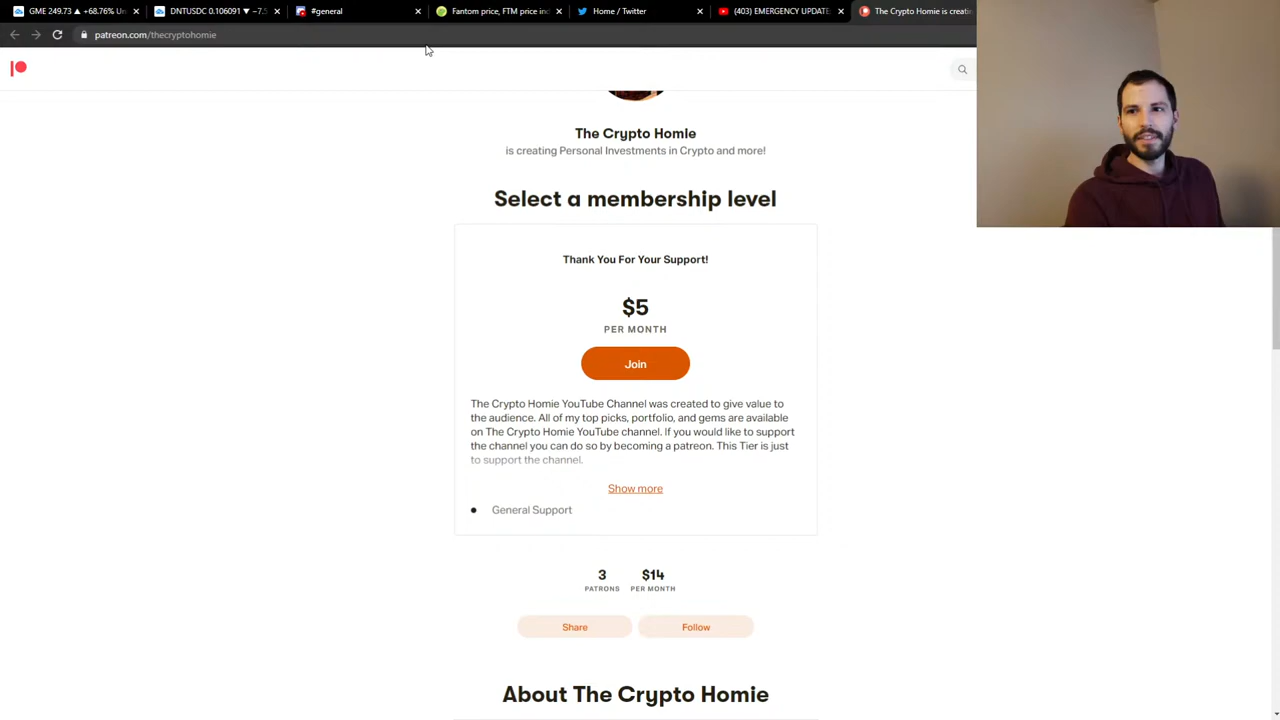 GME 249.73 ▲ +68.76% Un
DNTUSDC 0.106091 ▼ −7.5
#general
Fantom price, FTM price ind
Home / Twitter
(403) EMERGENCY UPDATE
The Crypto Homie is creatin
patreon.com/thecryptohomie
The Crypto Homie
is creating Personal Investments in Crypto and more!
Select a membership level
Thank You For Your Support!
$5
PER MONTH
Join
The Crypto Homie YouTube Channel was created to give value to
the audience. All of my top picks, portfolio, and gems are available
on The Crypto Homie YouTube channel. If you would like to support
the channel you can do so by becoming a patreon. This Tier is just
to support the channel.
Show more
General Support
3 $14
PATRONS PER MONTH
Share Follow
About The Crypto Homie